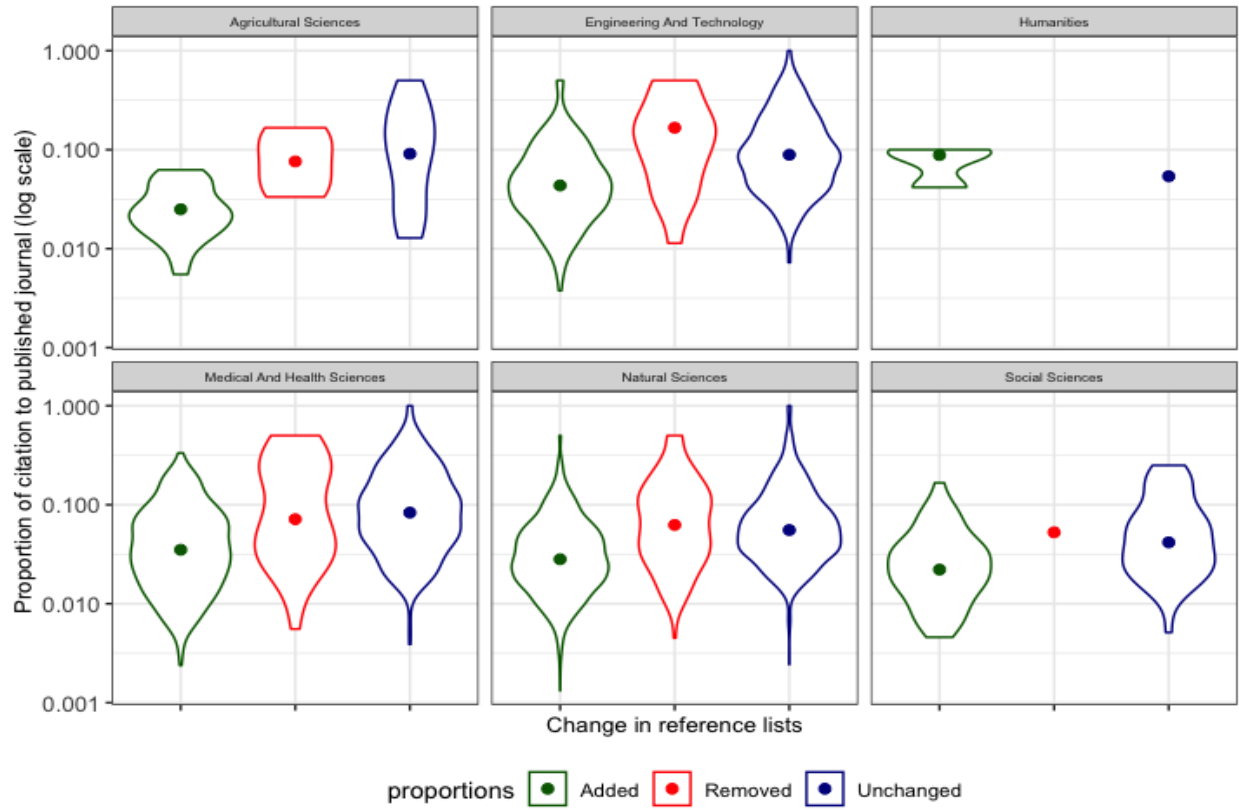 Agricultural Sciences
Engineering And Technology
Humanities
1.000
0.100
0.010
0.001
Medical And Health Sciences
Natural Sciences
Social Sciences
1.000
0.100
0.010
0.001
Proportion of citation to published journal (log scale)
Change in reference lists
proportions Added Removed Unchanged